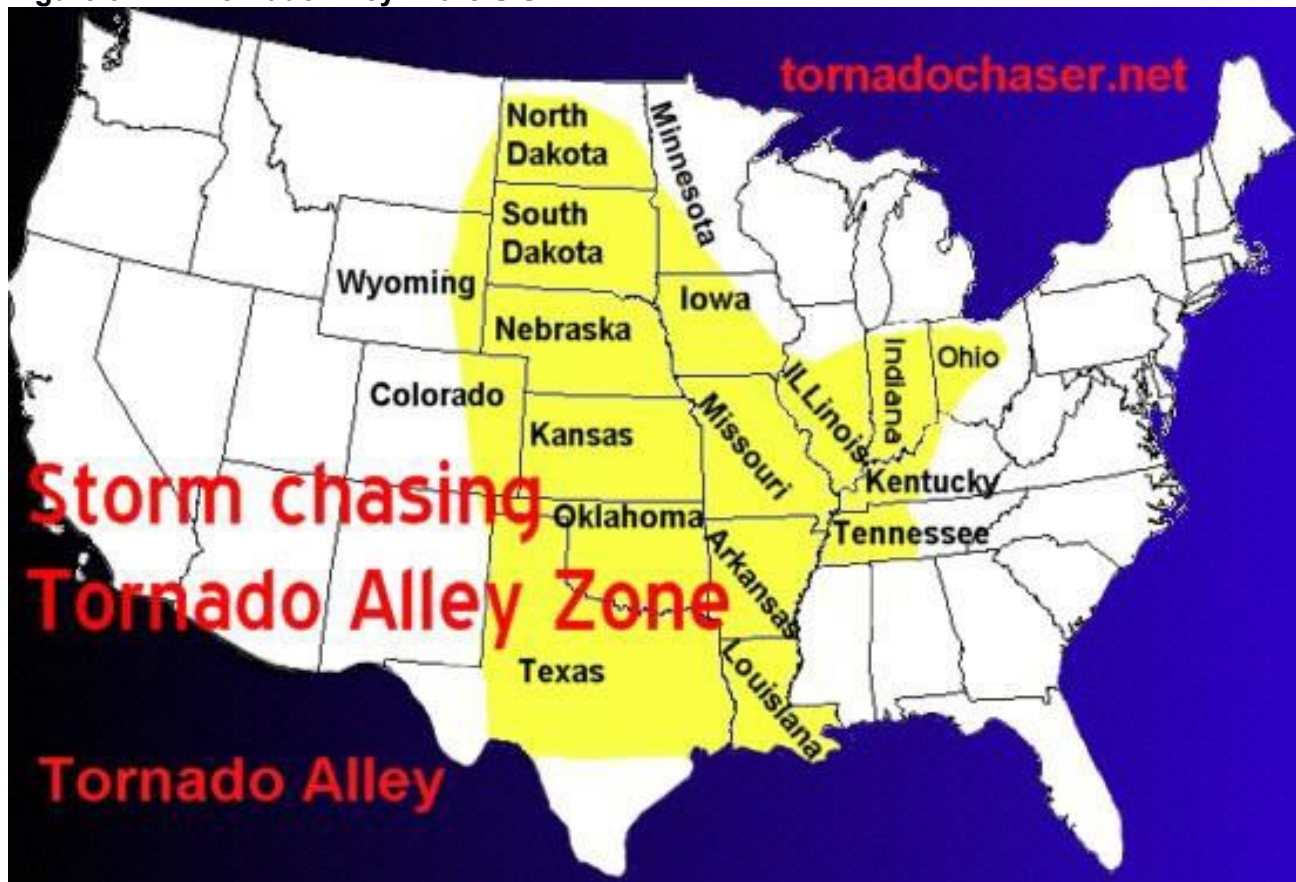 tornadochaser.net
North
Dakota
Minnesota
South
Dakota
Wyoming
Iowa
Nebraska
Colorado
ILLinois
Indiana
Ohio
Missouri
Kansas
Kentucky
Storm chasing
Oklahoma
Tennessee
Arkansas
Tornado Alley Zone
Texas
Louisiana
Tornado Alley